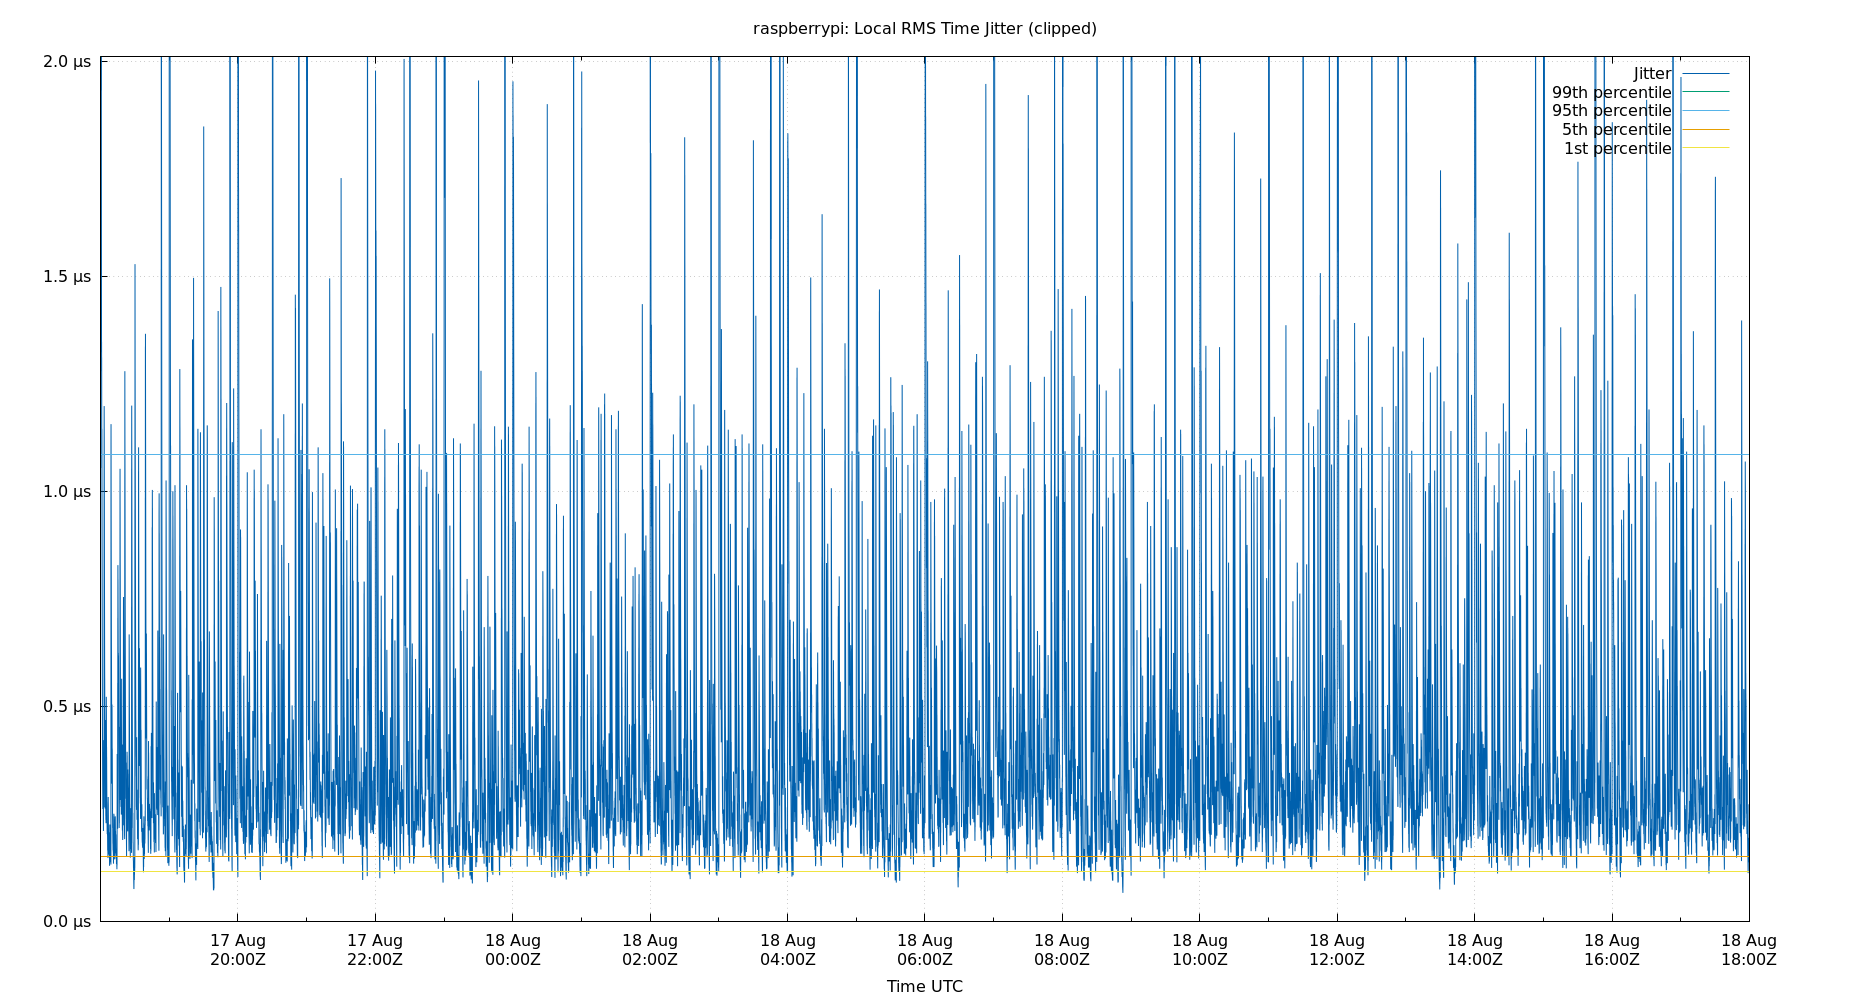 raspberrypi: Local RMS Time Jitter (clipped)
2.0 µs
1.5 µs
1.0 µs
0.5 µs
0.0 µs
Jitter
99th percentile
95th percentile
5th percentile
1st percentile
17 Aug
20:00Z
17 Aug
22:00Z
18 Aug
00:00Z
18 Aug
02:00Z
18 Aug
04:00Z
18 Aug
06:00Z
18 Aug
08:00Z
18 Aug
10:00Z
18 Aug
12:00Z
18 Aug
14:00Z
18 Aug
16:00Z
18 Aug
18:00Z
Time UTC